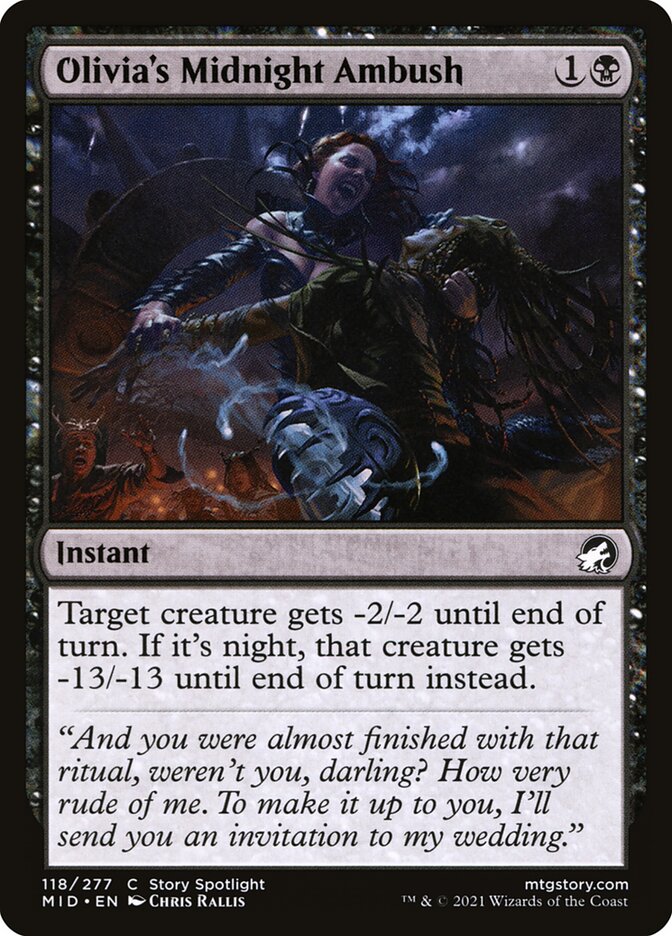 Olivia's Midnight Ambush 1
Instant
Target creature gets -2/-2 until end of
turn. If it's night, that creature gets
-13/-13 until end of turn instead.
“And you were almost finished with that
ritual, weren't you, darling? How very
rude of me. To make it up to you, I'll
send you an invitation to my wedding.”
118/277 C Story Spotlight mtgstory.com
MID • EN Chris Rallis ™ & © 2021 Wizards of the Coast